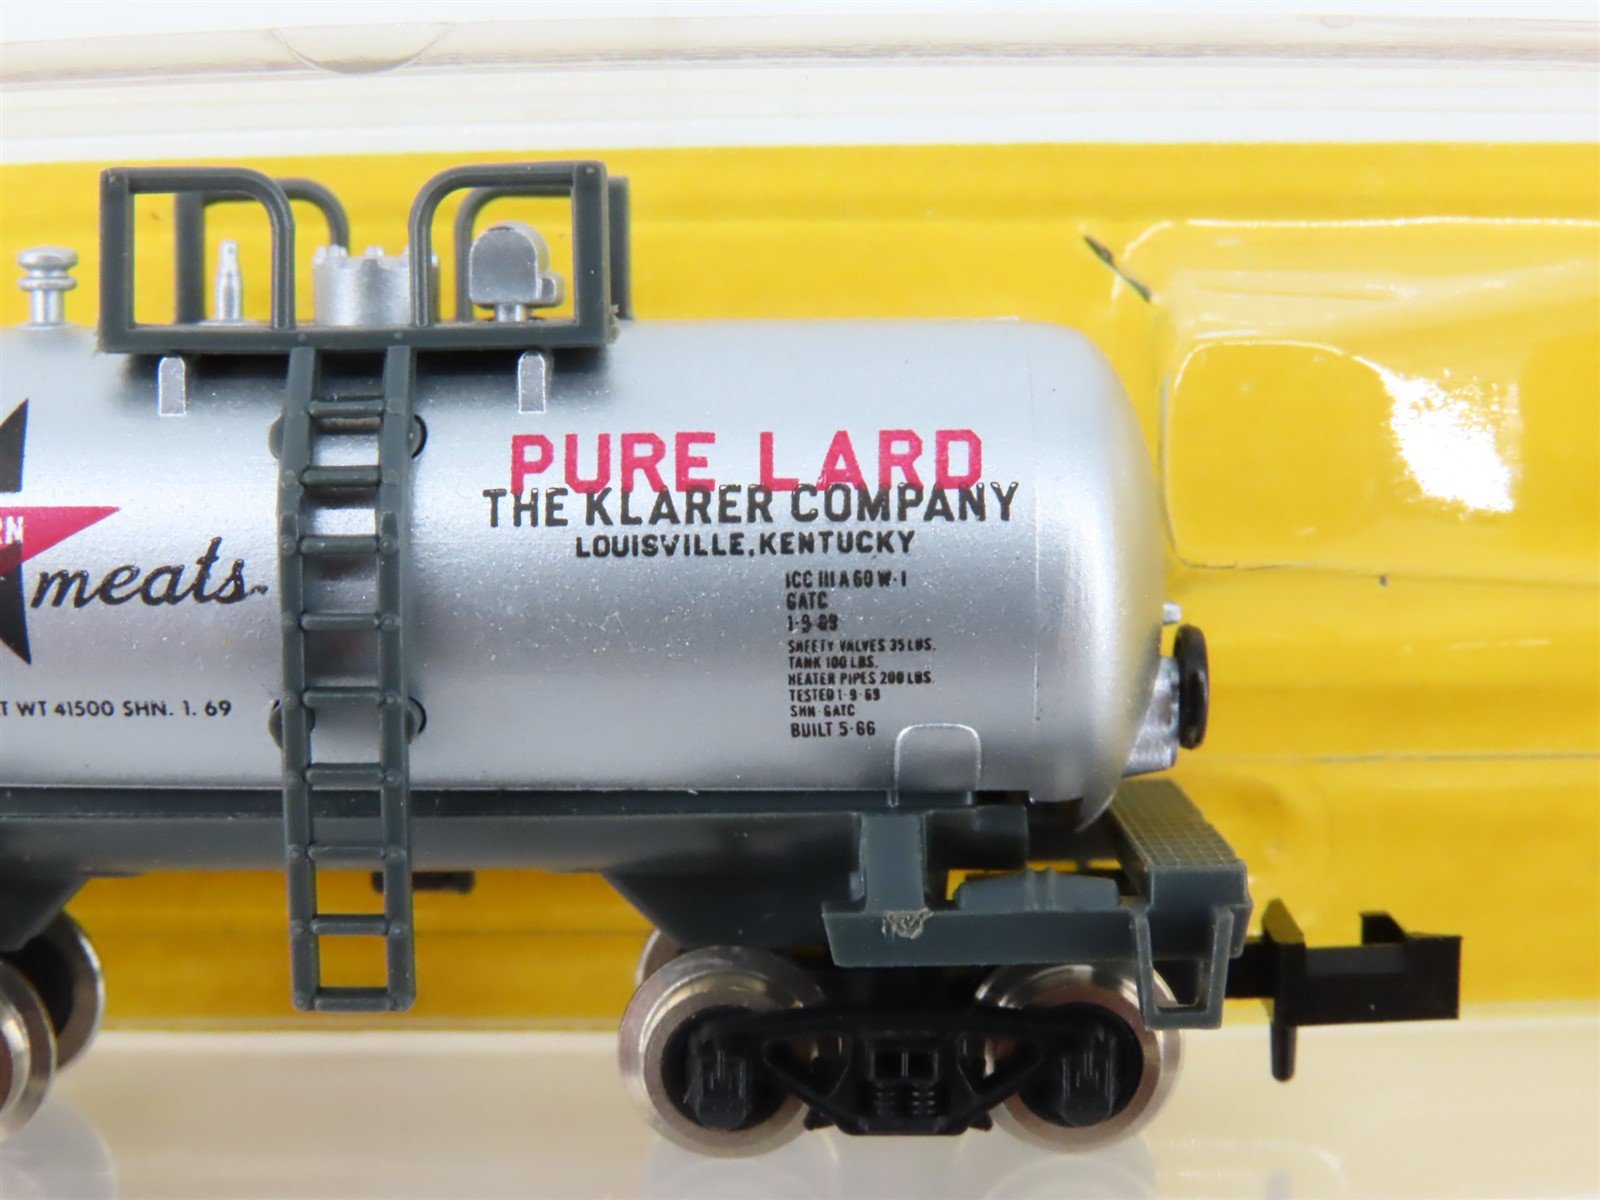 PURE LARD
THE KLARER COMPANY
LOUISVILLE, KENTUCKY
RN
meats
ICC III A 60 W-1
GATC
1-9-69
SAFETY VALVES 35 LBS.
TANK 100 LBS.
HEATER PIPES 200 LBS.
TESTED 1-9-69
SHN-GATC
BUILT 5-66
T WT 41500 SHN. 1. 69